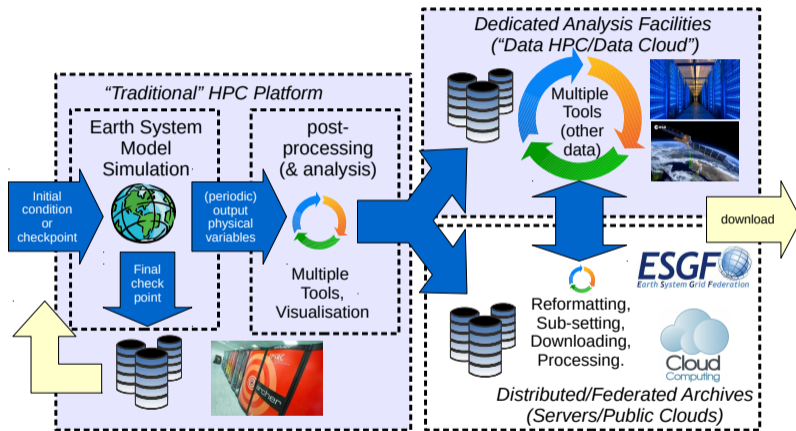 Dedicated Analysis Facilities
(“Data HPC/Data Cloud”)
“Traditional” HPC Platform
Earth System
Model
Simulation
post-
processing
(& analysis)
Multiple
Tools
(other
data)
Initial
condition
or
checkpoint
(periodic)
output
physical
variables
download
Final
check
point
Multiple
Tools,
Visualisation
ESGF
Earth System Grid Federation
Reformatting,
Sub-setting,
Downloading,
Processing.
Cloud
Computing
archer
Distributed/Federated Archives
(Servers/Public Clouds)